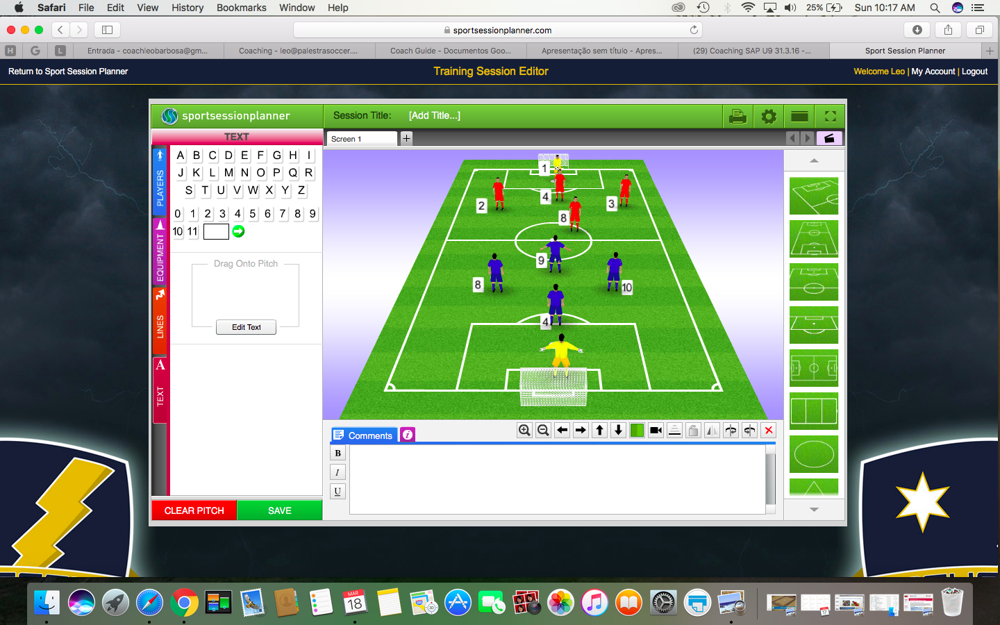 Safari File Edit View History Bookmarks Window Help 25% Sun 10:17 AM
sportsessionplanner.com
H G L Entrada - coachleobarbosa@gm... Coaching - leo@palestrasoccer.... Coach Guide - Documentos Goo... Apresentação sem título - Apres... (29) Coaching SAP U9 31.3.16 -... Sport Session Planner
Return to Sport Session Planner Training Session Editor Welcome Leo | My Account | Logout
sportsessionplanner Session Title: [Add Title...]
TEXT Screen 1 +
PLAYERS
EQUIPMENT
LINES
A
TEXT
A B C D E F G H I
J K L M N O P Q R
S T U V W X Y Z
0 1 2 3 4 5 6 7 8 9
10 11
Drag Onto Pitch
Edit Text
CLEAR PITCH SAVE
1
4
2 3
8
9
8 10
4
Comments i
B
I
U
MAR
18
30
17